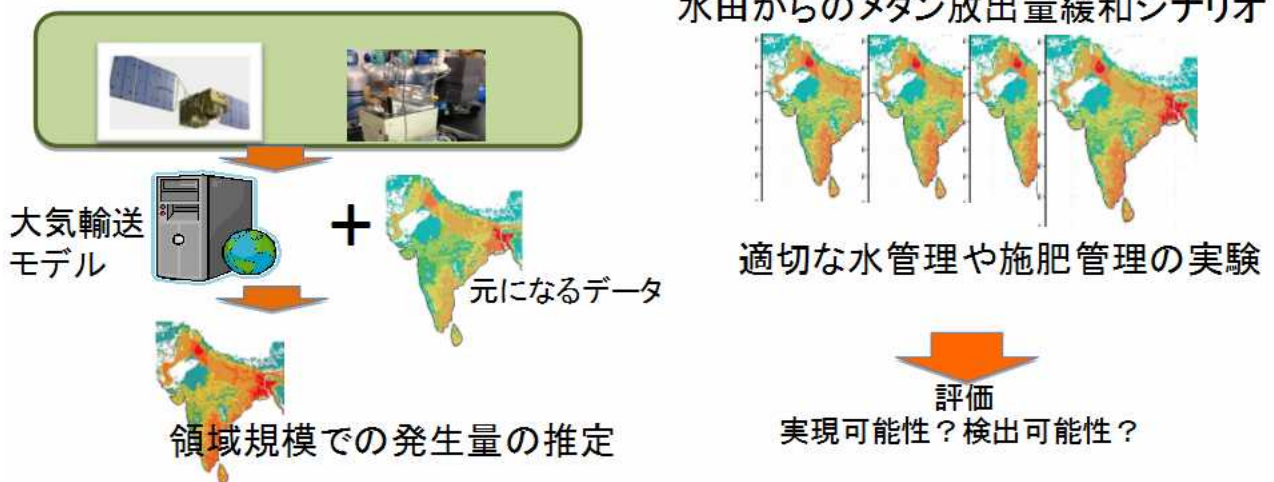 水田からのメタン放出量緩和シナリオ
大気輸送
モデル
+
元になるデータ
領域規模での発生量の推定
適切な水管理や施肥管理の実験
評価
実現可能性？検出可能性？